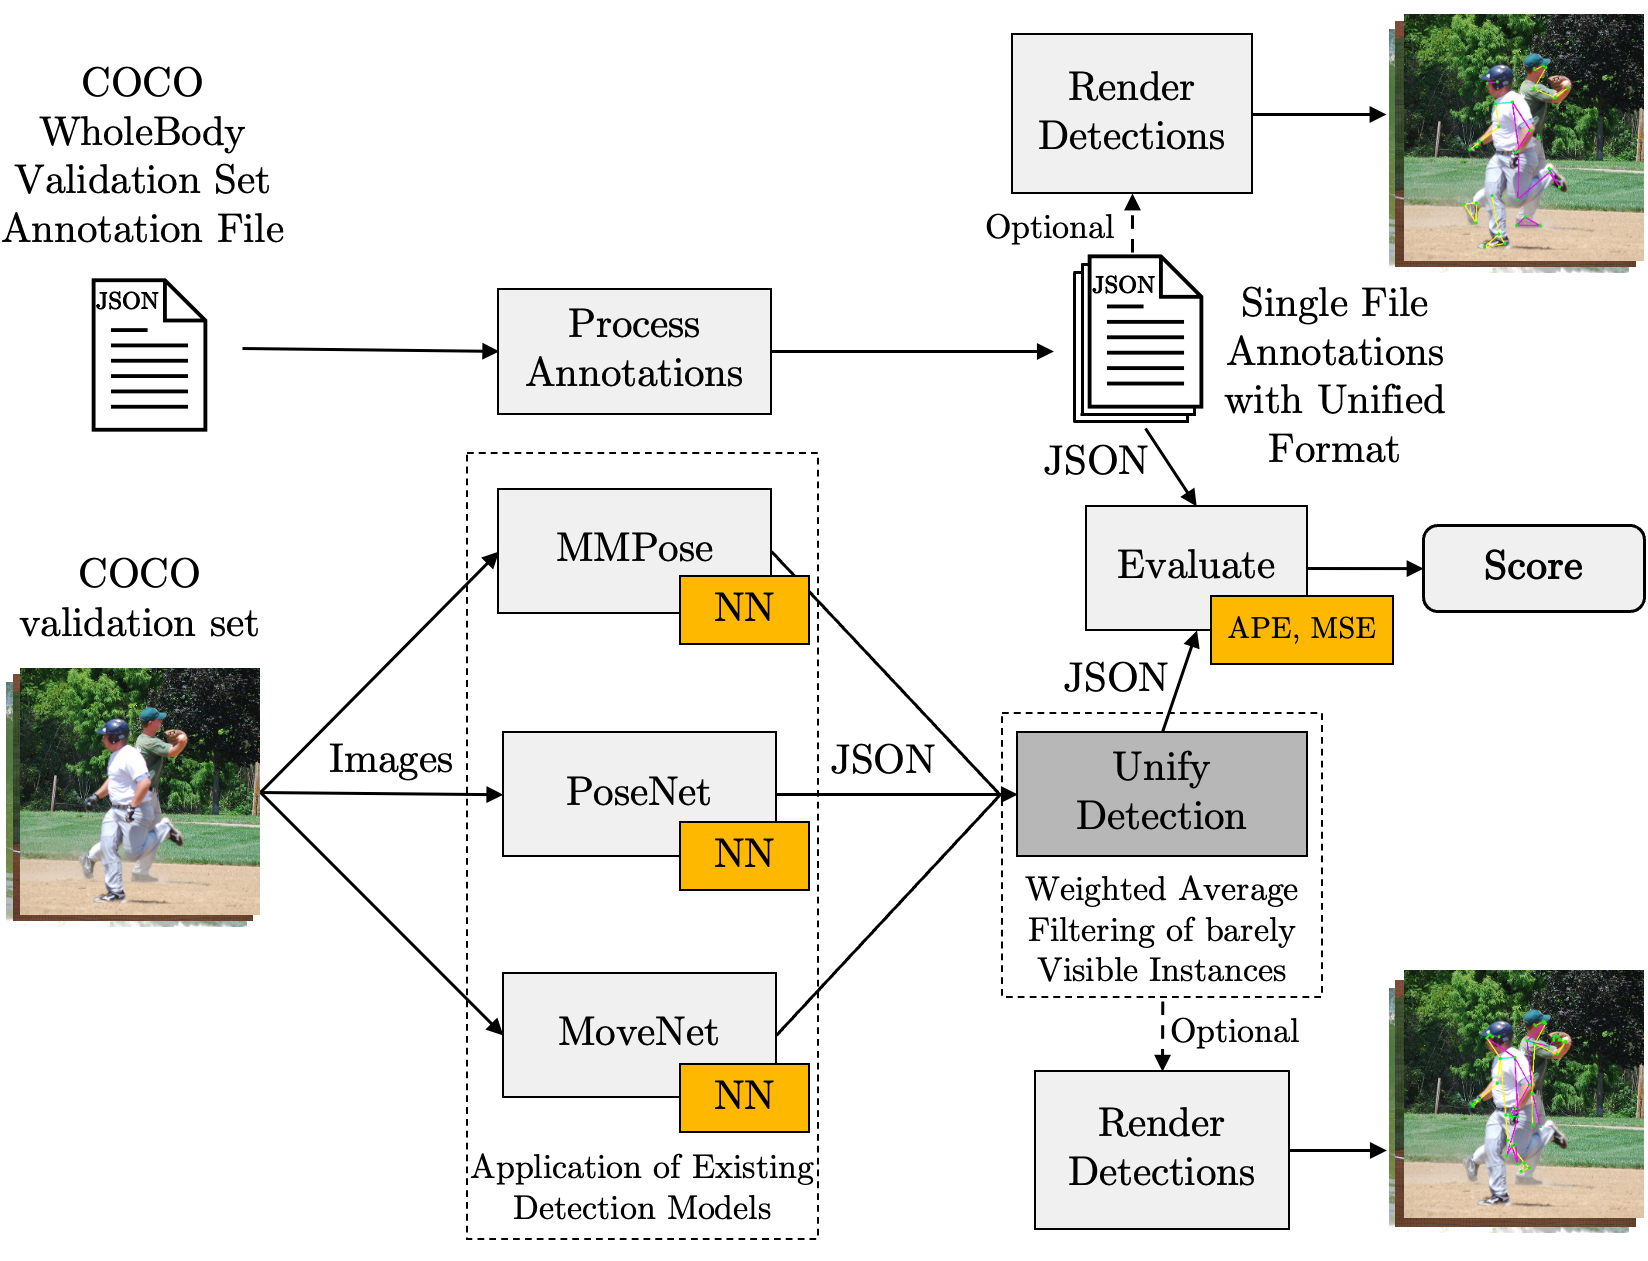 COCO
WholeBody
Validation Set
Annotation File
JSON
Process
Annotations
Render
Detections
Optional
JSON
Single File
Annotations
with Unified
Format
JSON
Evaluate
APE, MSE
Score
COCO
validation set
Images
MMPose
NN
PoseNet
NN
MoveNet
NN
Application of Existing
Detection Models
JSON
JSON
Unify
Detection
Weighted Average
Filtering of barely
Visible Instances
Optional
Render
Detections